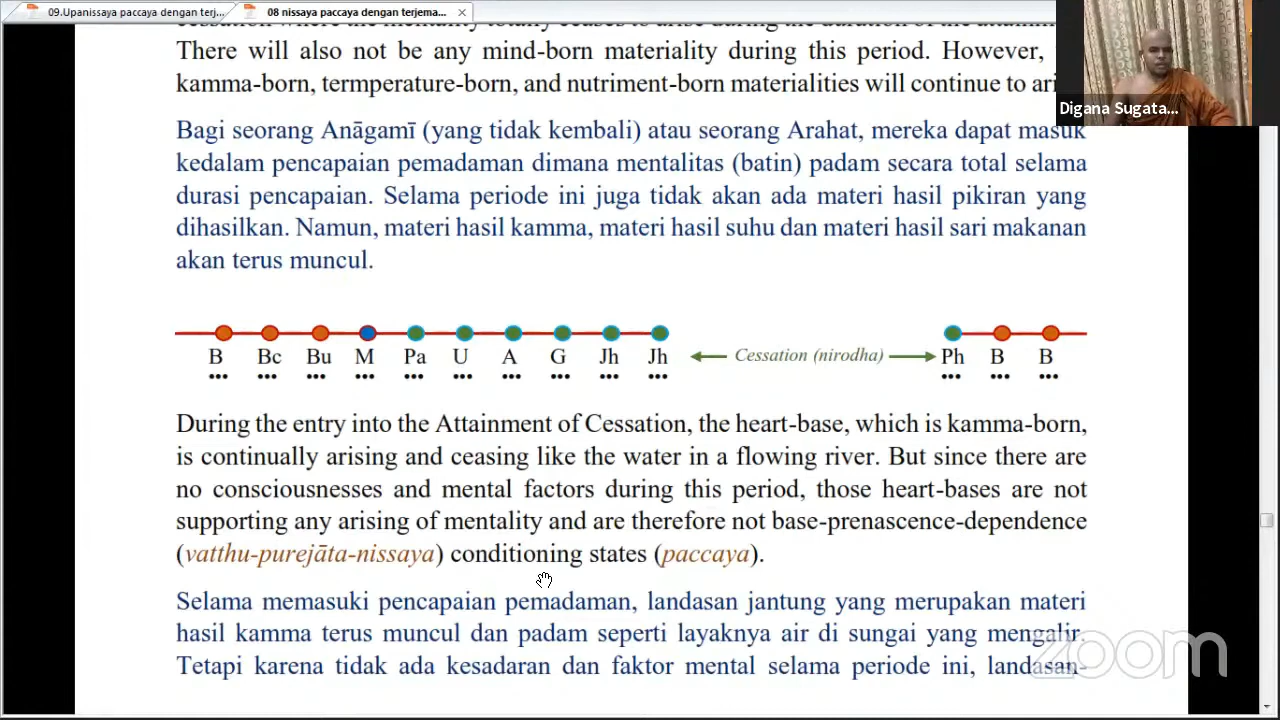 09.Upanissaya paccaya dengan terj...
08 nissaya paccaya dengan terjema...
There will also not be any mind-born materiality during this period. However,
kamma-born, termperature-born, and nutriment-born materialities will continue to
Digana Sugata...
Bagi seorang Anāgamī (yang tidak kembali) atau seorang Arahat, mereka dapat masuk
kedalam pencapaian pemadaman dimana mentalitas (batin) padam secara total selama
durasi pencapaian. Selama periode ini juga tidak akan ada materi hasil pikiran yang
dihasilkan. Namun, materi hasil kamma, materi hasil suhu dan materi hasil sari makanan
akan terus muncul.
B Bc Bu M Pa U A G Jh Jh Cessation (nirodha) Ph B B
••• ••• ••• ••• ••• ••• ••• ••• ••• ••• ••• ••• •••
During the entry into the Attainment of Cessation, the heart-base, which is kamma-born,
is continually arising and ceasing like the water in a flowing river. But since there are
no consciousnesses and mental factors during this period, those heart-bases are not
supporting any arising of mentality and are therefore not base-prenascence-dependence
(vatthu-purejāta-nissaya) conditioning states (paccaya).
Selama memasuki pencapaian pemadaman, landasan jantung yang merupakan materi
hasil kamma terus muncul dan padam seperti layaknya air di sungai yang mengalir.
Tetapi karena tidak ada kesadaran dan faktor mental selama periode ini, landasan-
zoom